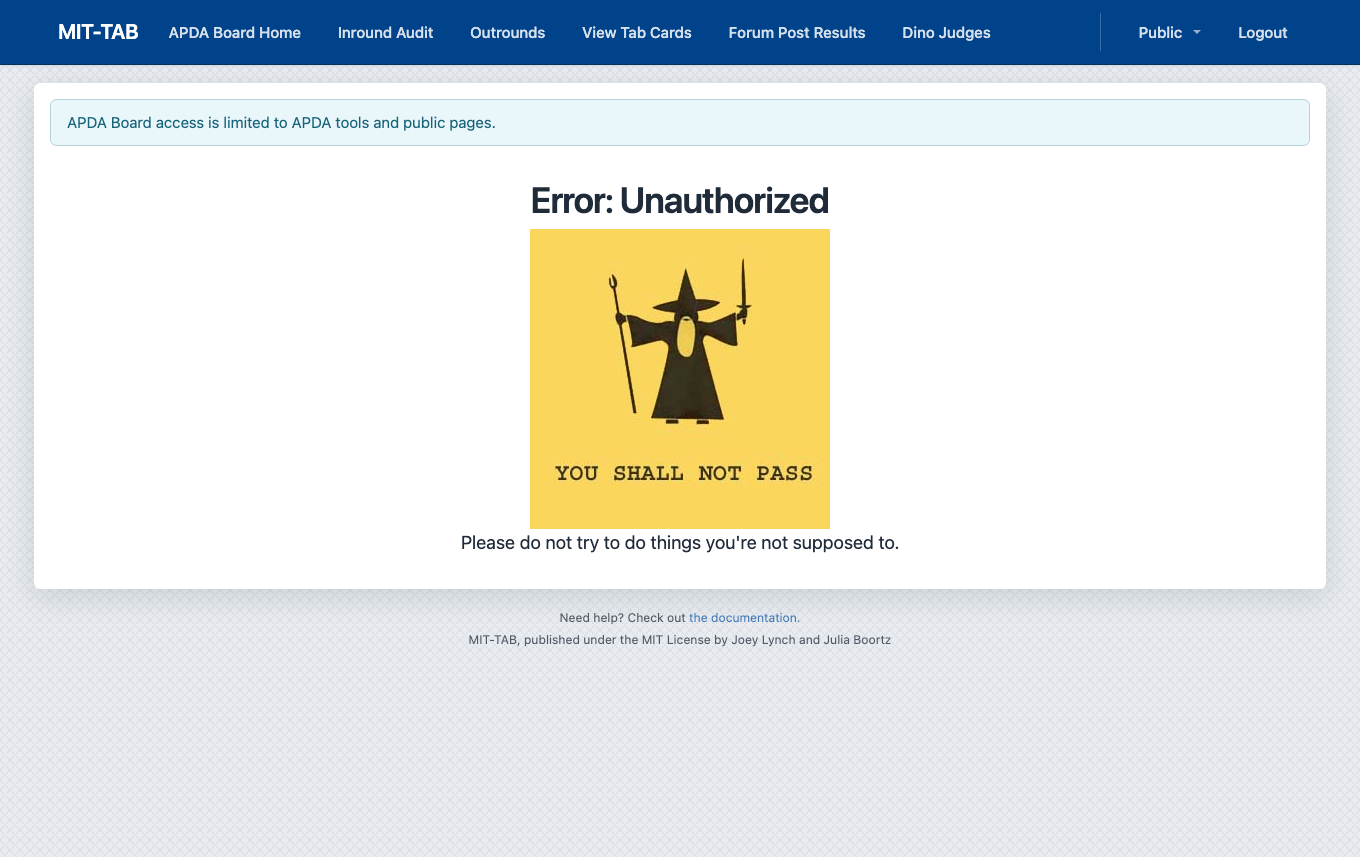 MIT-TAB APDA Board Home Inround Audit Outrounds View Tab Cards Forum Post Results Dino Judges Public Logout
APDA Board access is limited to APDA tools and public pages.
Error: Unauthorized
YOU SHALL NOT PASS
Please do not try to do things you're not supposed to.
Need help? Check out the documentation.
MIT-TAB, published under the MIT License by Joey Lynch and Julia Boortz